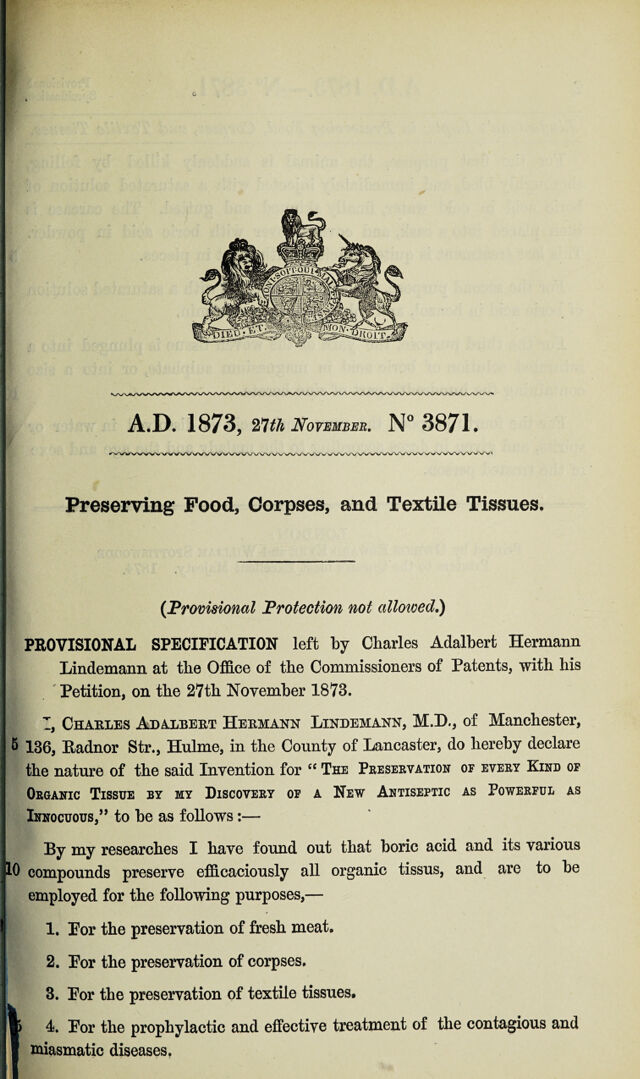 DIEU · ET · MON · DROIT.
A.D. 1873, 27th November. N° 3871.
Preserving Food, Corpses, and Textile Tissues.
(Provisional Protection not allowed.)
PROVISIONAL SPECIFICATION left by Charles Adalbert Hermann
Lindemann at the Office of the Commissioners of Patents, with his
Petition, on the 27th November 1873.
I, Charles Adalbert Hermann Lindemann, M.D., of Manchester,
5 136, Radnor Str., Hulme, in the County of Lancaster, do hereby declare
the nature of the said Invention for “ The Preservation of every Kind of
Organic Tissue by my Discovery of a New Antiseptic as Powerful as
Innocuous,” to be as follows :—
By my researches I have found out that boric acid and its various
10 compounds preserve efficaciously all organic tissus, and are to be
employed for the following purposes,—
1. For the preservation of fresh meat.
2. For the preservation of corpses.
3. For the preservation of textile tissues.
4. For the prophylactic and effective treatment of the contagious and
miasmatic diseases.